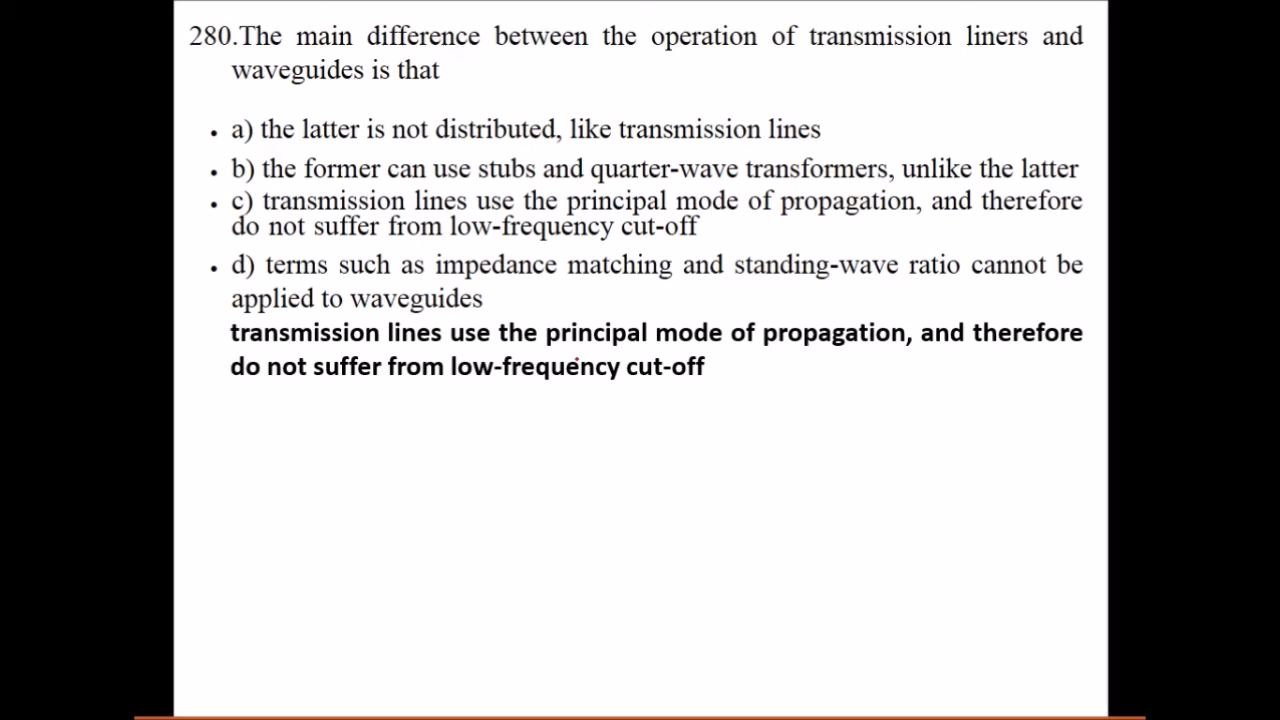 280.The main difference between the operation of transmission liners and
waveguides is that
• a) the latter is not distributed, like transmission lines
• b) the former can use stubs and quarter-wave transformers, unlike the latter
• c) transmission lines use the principal mode of propagation, and therefore
do not suffer from low-frequency cut-off
• d) terms such as impedance matching and standing-wave ratio cannot be
applied to waveguides
transmission lines use the principal mode of propagation, and therefore
do not suffer from low-frequency cut-off